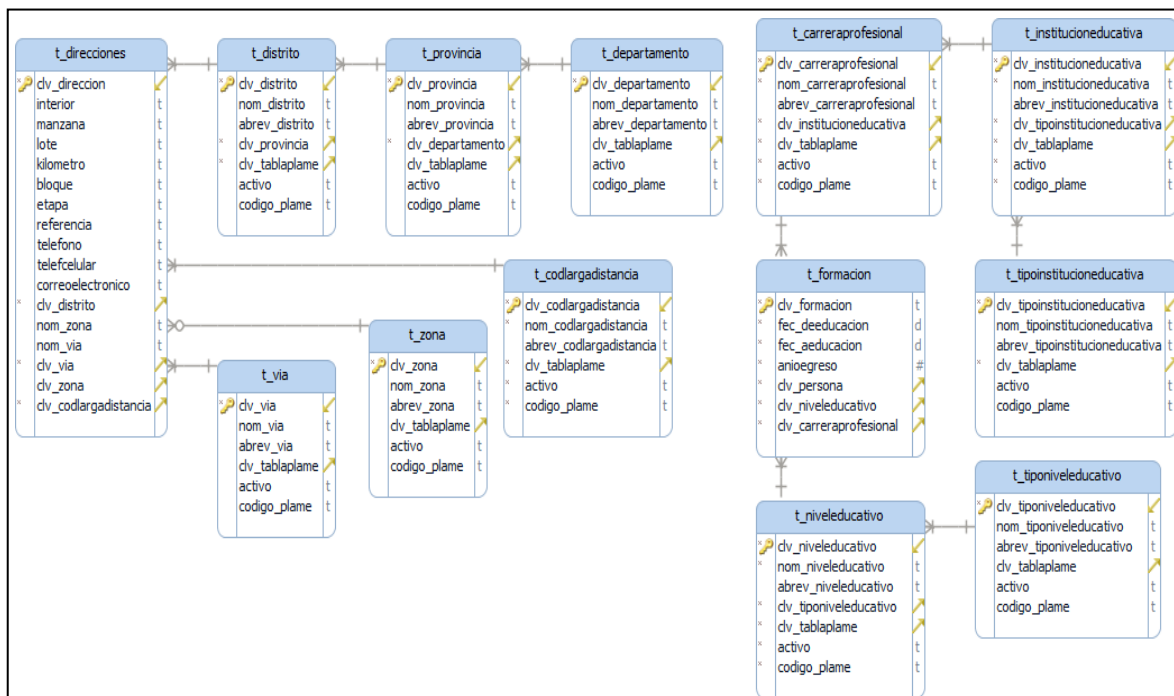 t_direcciones
clv_direccion
interior t
manzana t
lote t
kilometro t
bloque t
etapa t
referencia t
telefono t
telefcelular t
correoelectronico t
clv_distrito
nom_zona t
nom_via t
clv_via
clv_zona
clv_codlargadistancia
t_distrito
clv_distrito
nom_distrito t
abrev_distrito t
clv_provincia
clv_tablaplame
activo t
codigo_plame t
t_provincia
clv_provincia
nom_provincia t
abrev_provincia t
clv_departamento
clv_tablaplame
activo t
codigo_plame t
t_departamento
clv_departamento
nom_departamento t
abrev_departamento t
clv_tablaplame
activo t
codigo_plame t
t_codlargadistancia
clv_codlargadistancia
nom_codlargadistancia t
abrev_codlargadistancia t
clv_tablaplame
activo t
codigo_plame t
t_zona
clv_zona
nom_zona t
abrev_zona t
clv_tablaplame
activo t
codigo_plame t
t_via
clv_via
nom_via t
abrev_via t
clv_tablaplame
activo t
codigo_plame t
t_carreraprofesional
clv_carreraprofesional
nom_carreraprofesional t
abrev_carreraprofesional t
clv_institucioneducativa
clv_tablaplame
activo t
codigo_plame t
t_institucioneducativa
clv_institucioneducativa
nom_institucioneducativa t
abrev_institucioneducativa t
clv_tipoinstitucioneducativa
clv_tablaplame
activo t
codigo_plame t
t_formacion
clv_formacion t
fec_deeducacion d
fec_aeducacion d
anioegreso #
clv_persona
clv_niveleducativo
clv_carreraprofesional
t_tipoinstitucioneducativa
clv_tipoinstitucioneducativa
nom_tipoinstitucioneducativa t
abrev_tipoinstitucioneducativa t
clv_tablaplame
activo t
codigo_plame t
t_niveleducativo
clv_niveleducativo
nom_niveleducativo t
abrev_niveleducativo t
clv_tiponiveleducativo
clv_tablaplame
activo t
codigo_plame t
t_tiponiveleducativo
clv_tiponiveleducativo
nom_tiponiveleducativo t
abrev_tiponiveleducativo t
clv_tablaplame
activo t
codigo_plame t